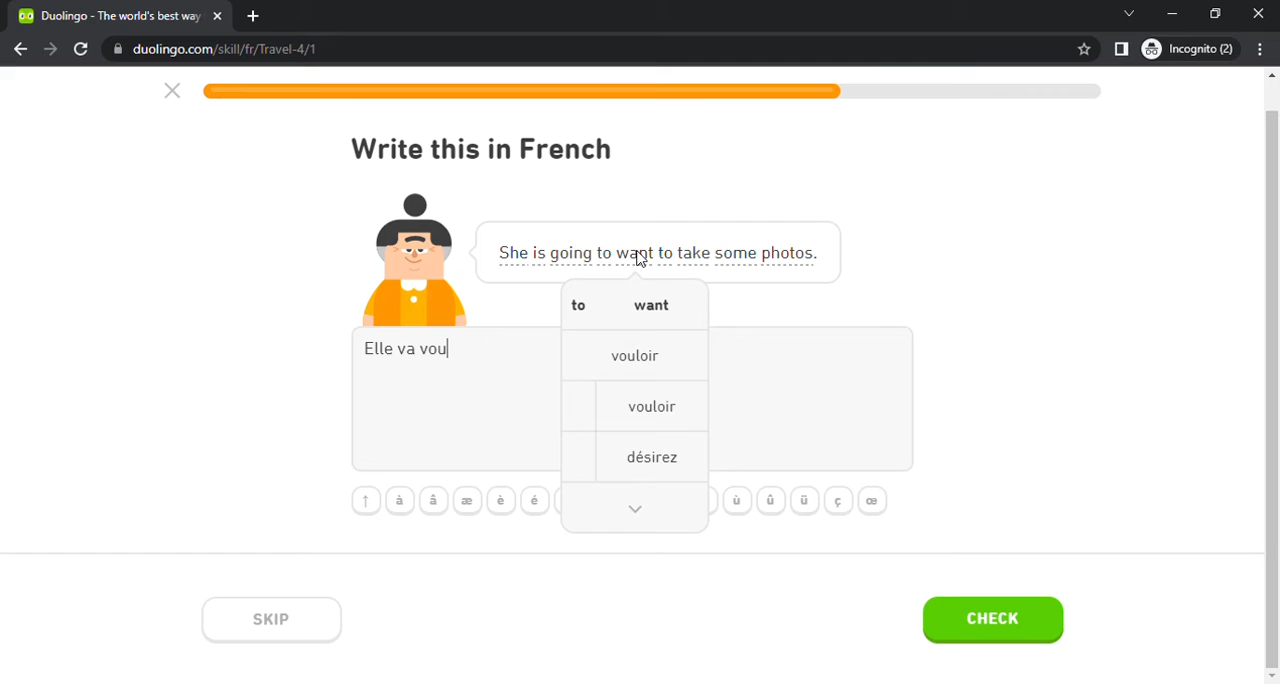 Duolingo - The world's best way
duolingo.com/skill/fr/Travel-4/1
Incognito (2)
Write this in French
She is going to want to take some photos.
to want
Elle va vou
vouloir
vouloir
désirez
↑ à â æ è é ù û ü ç œ
SKIP
CHECK